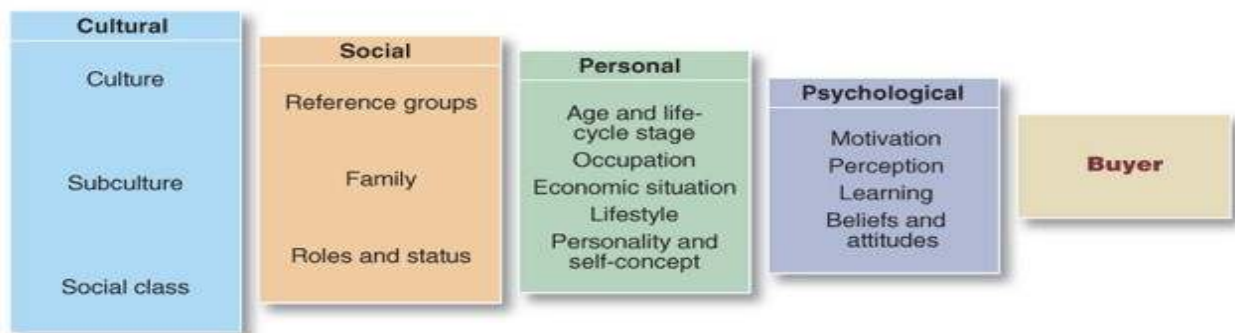 Cultural
Culture
Subculture
Social class
Social
Reference groups
Family
Roles and status
Personal
Age and life-
cycle stage
Occupation
Economic situation
Lifestyle
Personality and
self-concept
Psychological
Motivation
Perception
Learning
Beliefs and
attitudes
Buyer